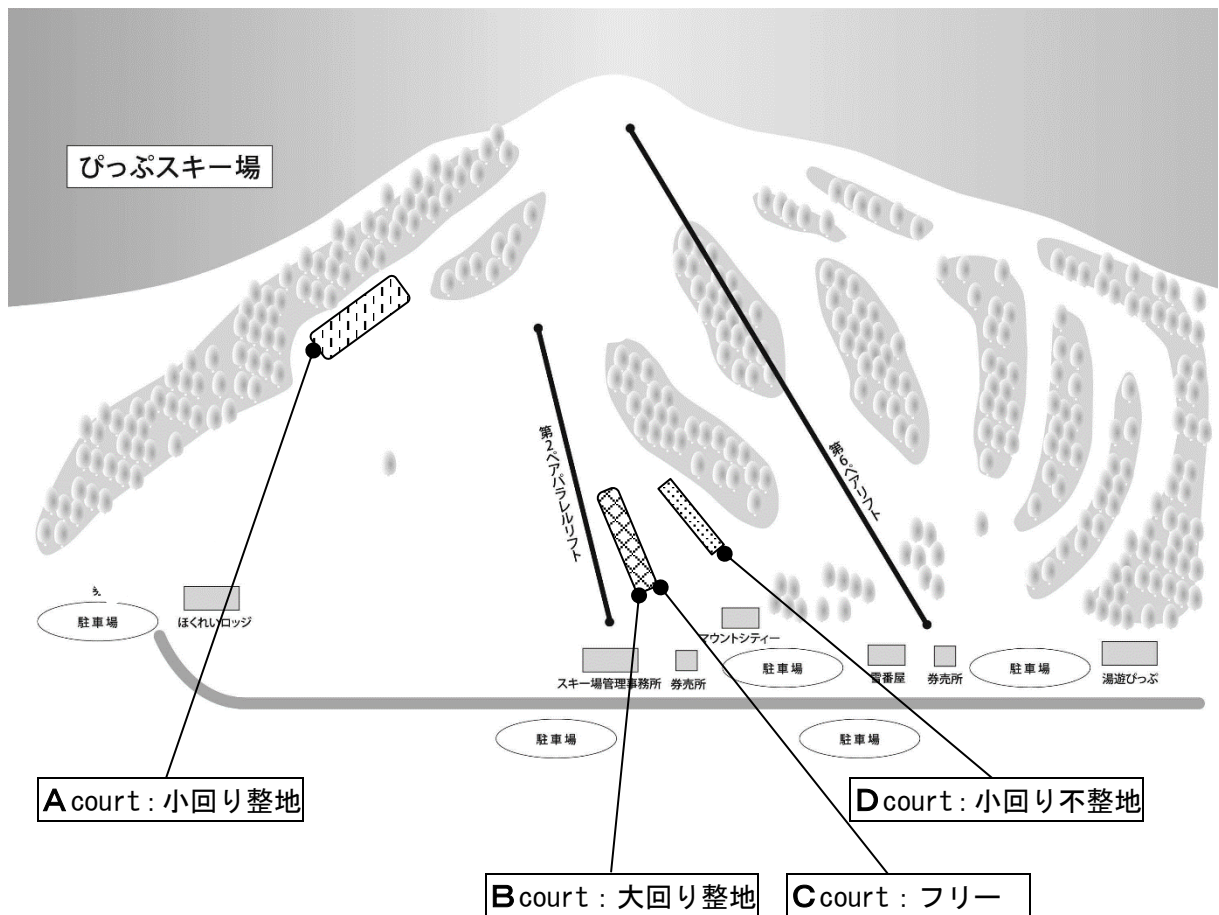 ぴっぷスキー場
第2ペアパラレルリフト
第6ペアリフト
駐車場
ほくれいロッジ
マウントシティー
スキー場管理事務所
券売所
駐車場
雪番屋
券売所
駐車場
湯遊ぴっぷ
駐車場
駐車場
A court：小回り整地
D court：小回り不整地
B court：大回り整地
C court：フリー